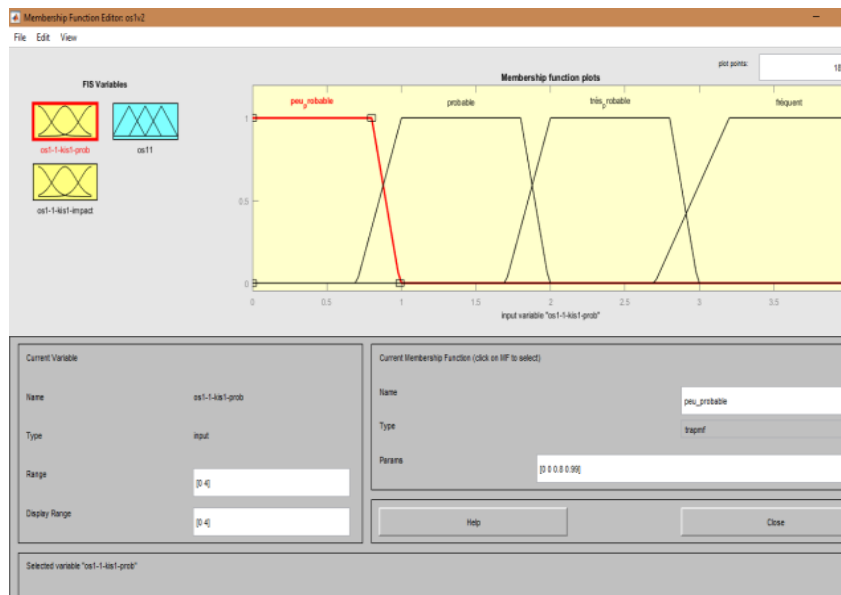 Membership Function Editor: os1v2
File Edit View
plot points:
18
FIS Variables
Membership function plots
os1-1-kis1-prob
os11
os1-1-kis1-impact
peu_probable
probable
très_probable
fréquent
1
0.5
0
0 0.5 1 1.5 2 2.5 3 3.5
input variable "os1-1-kis1-prob"
Current Variable
Name os1-1-kis1-prob
Type input
Range [0 4]
Display Range [0 4]
Current Membership Function (click on MF to select)
Name peu_probable
Type trapmf
Params [0 0 0.8 0.99]
Help Close
Selected variable "os1-1-kis1-prob"